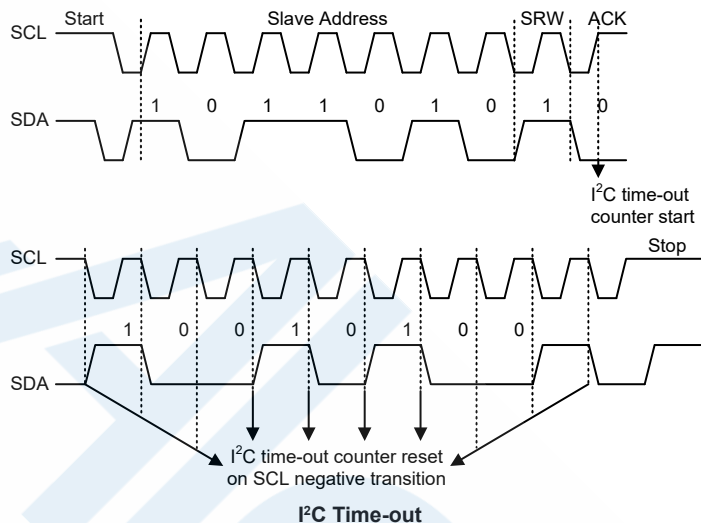 Start Slave Address SRW ACK
SCL
1 0 1 1 0 1 0 1 0
SDA
I²C time-out
counter start
Stop
SCL
1 0 0 1 0 1 0 0
SDA
I²C time-out counter reset
on SCL negative transition
I²C Time-out